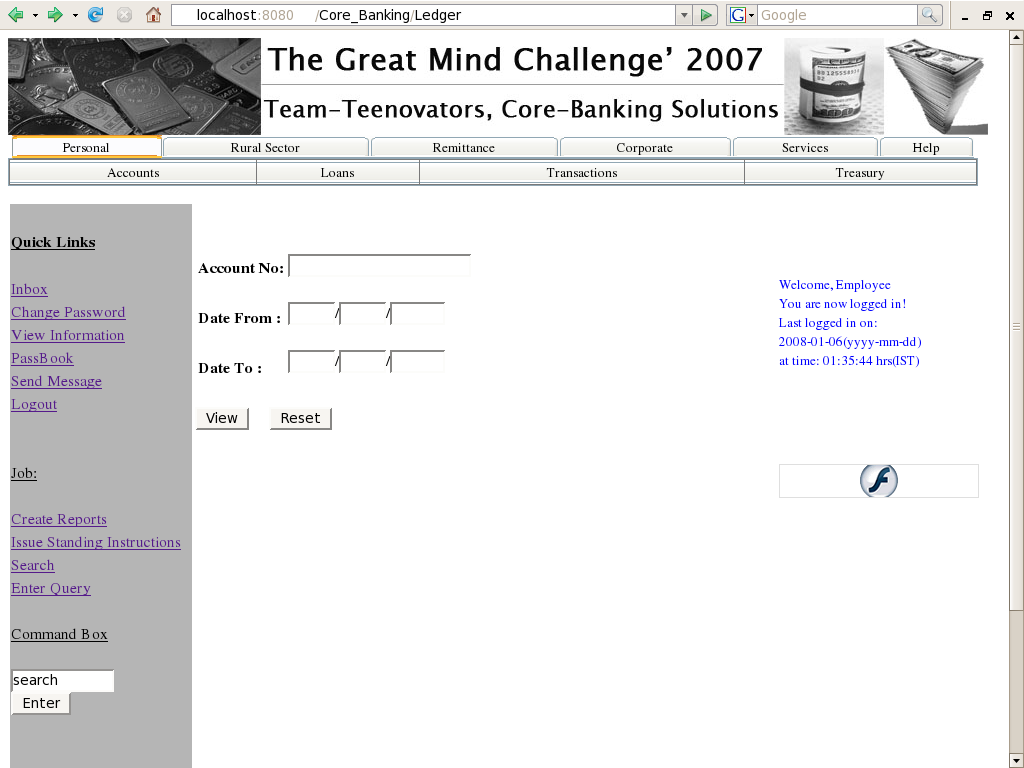 localhost:8080 /Core_Banking/Ledger
G Google
The Great Mind Challenge' 2007
Team-Teenovators, Core-Banking Solutions
Personal Rural Sector Remittance Corporate Services Help
Accounts Loans Transactions Treasury
Quick Links
Inbox
Change Password
View Information
PassBook
Send Message
Logout
Job:
Create Reports
Issue Standing Instructions
Search
Enter Query
Command Box
search
Enter
Account No:
Date From : / /
Date To : / /
View Reset
Welcome, Employee
You are now logged in!
Last logged in on:
2008-01-06(yyyy-mm-dd)
at time: 01:35:44 hrs(IST)